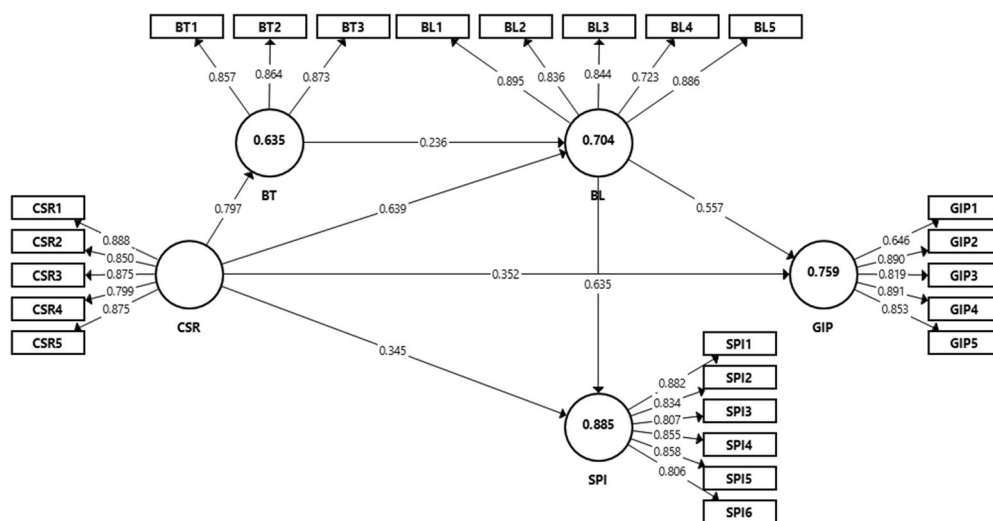 BT1 BT2 BT3 BL1 BL2 BL3 BL4 BL5
0.857 0.864 0.873 0.895 0.836 0.844 0.723 0.886
0.635 0.236 0.704
BT BL
CSR1 0.797 0.639 0.557 GIP1
0.888 0.646
CSR2 0.850 0.890 GIP2
CSR3 0.875 0.352 0.759 0.819 GIP3
0.635
CSR4 0.799 0.891 GIP4
0.875 0.853
CSR5 CSR GIP GIP5
0.345 SPI1
0.882 SPI2
0.834
0.807 SPI3
0.885 0.855 SPI4
0.858
SPI 0.806 SPI5
SPI6